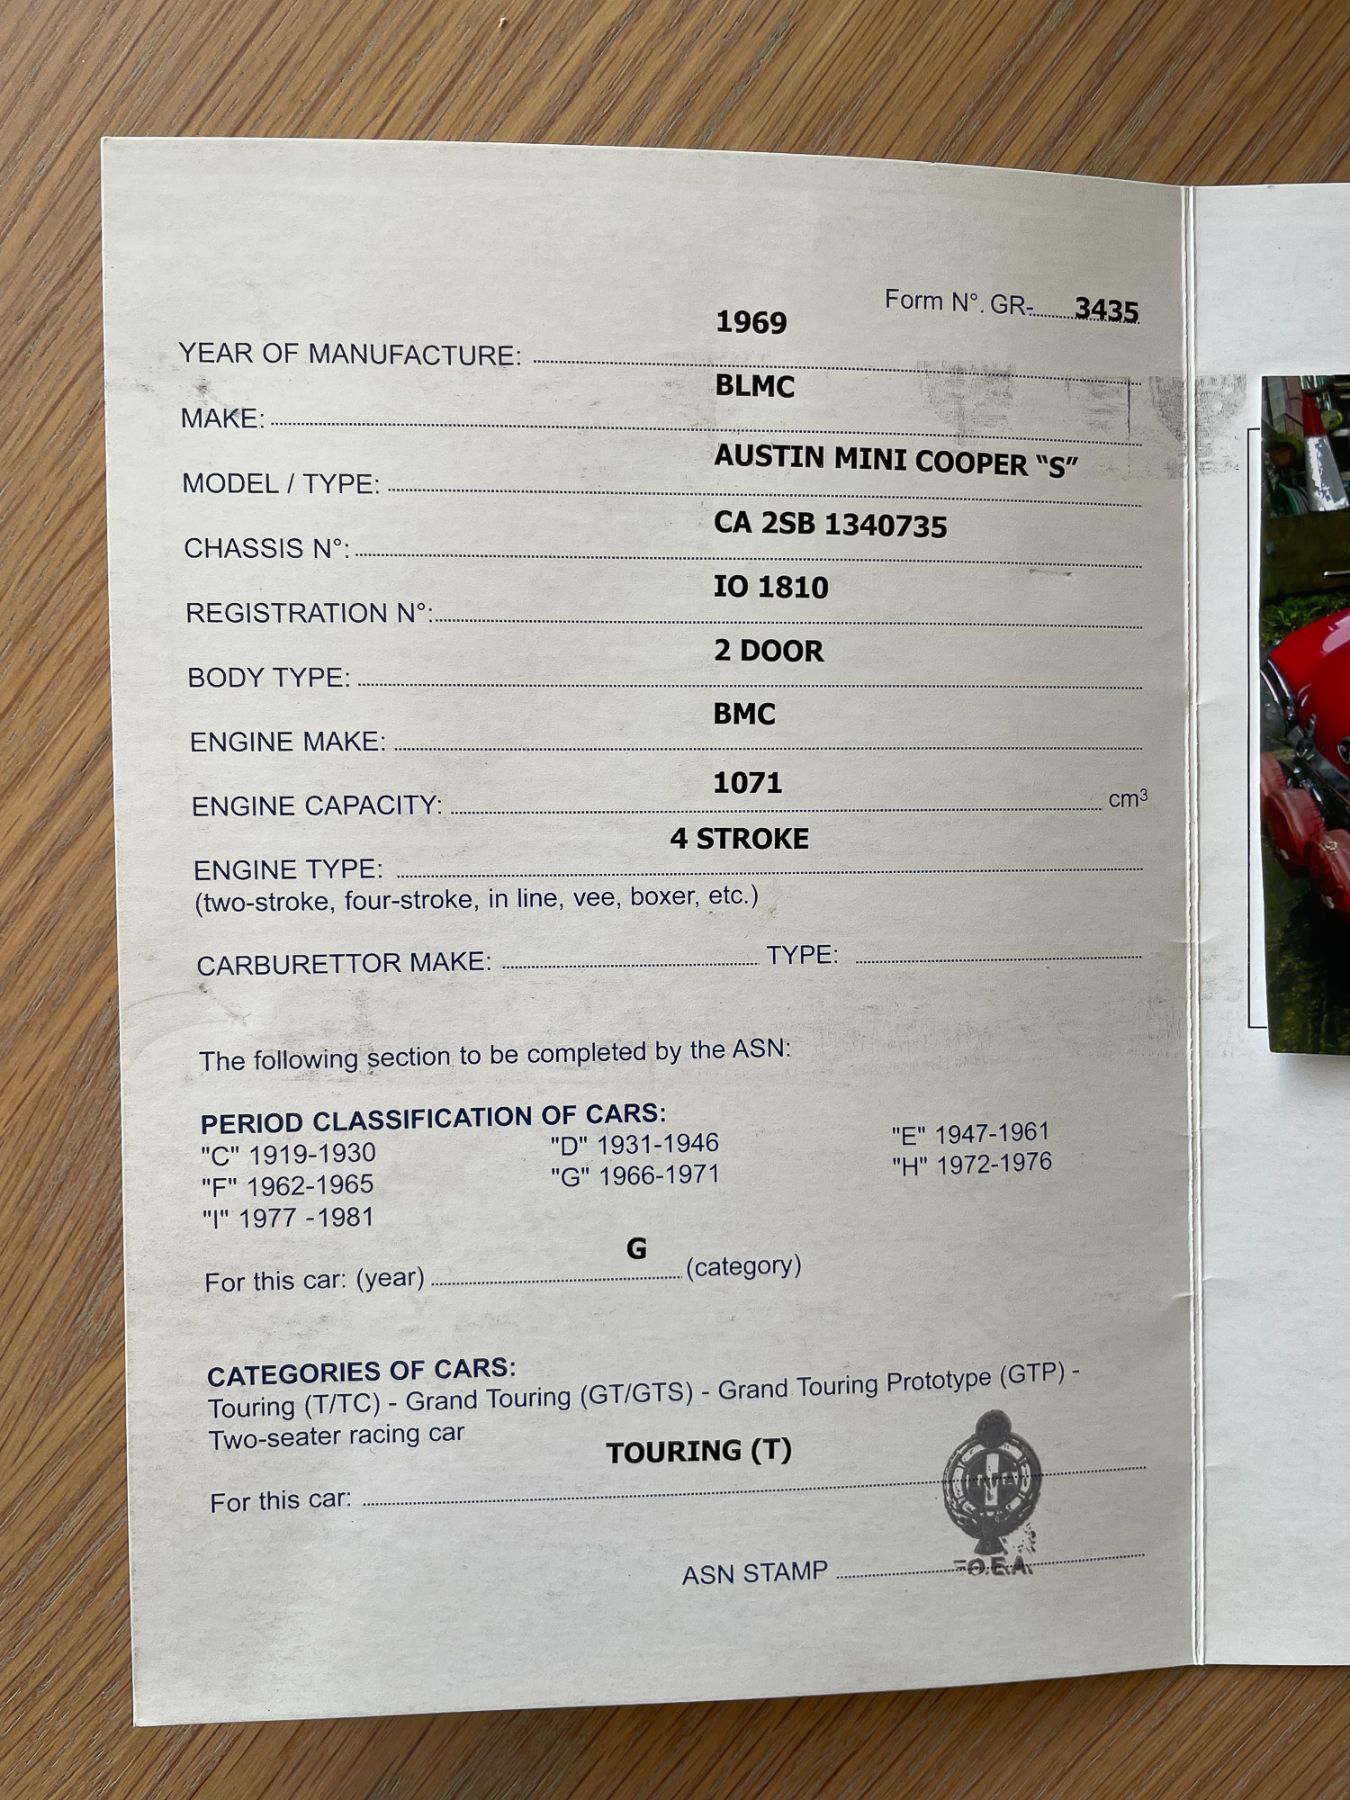 Form N°. GR-........3435
YEAR OF MANUFACTURE: 1969
MAKE: BLMC
MODEL / TYPE: AUSTIN MINI COOPER “S”
CHASSIS N°: CA 2SB 1340735
REGISTRATION N°: IO 1810
BODY TYPE: 2 DOOR
ENGINE MAKE: BMC
ENGINE CAPACITY: 1071 cm³
ENGINE TYPE: 4 STROKE
(two-stroke, four-stroke, in line, vee, boxer, etc.)
CARBURETTOR MAKE: TYPE:
The following section to be completed by the ASN:
PERIOD CLASSIFICATION OF CARS:
"C" 1919-1930 "D" 1931-1946 "E" 1947-1961
"F" 1962-1965 "G" 1966-1971 "H" 1972-1976
"I" 1977 -1981
For this car: (year) G (category)
CATEGORIES OF CARS:
Touring (T/TC) - Grand Touring (GT/GTS) - Grand Touring Prototype (GTP) -
Two-seater racing car
For this car: TOURING (T)
ASN STAMP